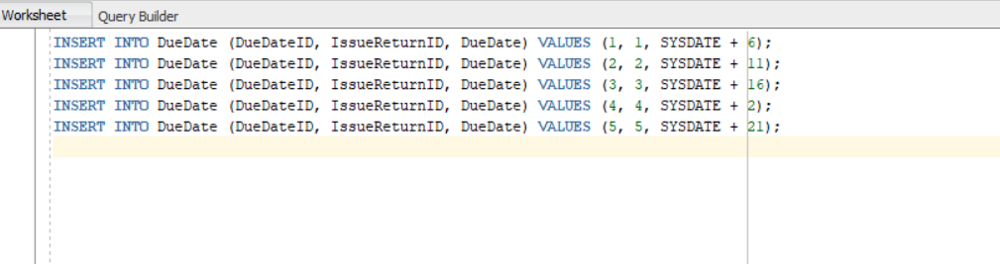 Worksheet Query Builder
INSERT INTO DueDate (DueDateID, IssueReturnID, DueDate) VALUES (1, 1, SYSDATE + 6);
INSERT INTO DueDate (DueDateID, IssueReturnID, DueDate) VALUES (2, 2, SYSDATE + 11);
INSERT INTO DueDate (DueDateID, IssueReturnID, DueDate) VALUES (3, 3, SYSDATE + 16);
INSERT INTO DueDate (DueDateID, IssueReturnID, DueDate) VALUES (4, 4, SYSDATE + 2);
INSERT INTO DueDate (DueDateID, IssueReturnID, DueDate) VALUES (5, 5, SYSDATE + 21);